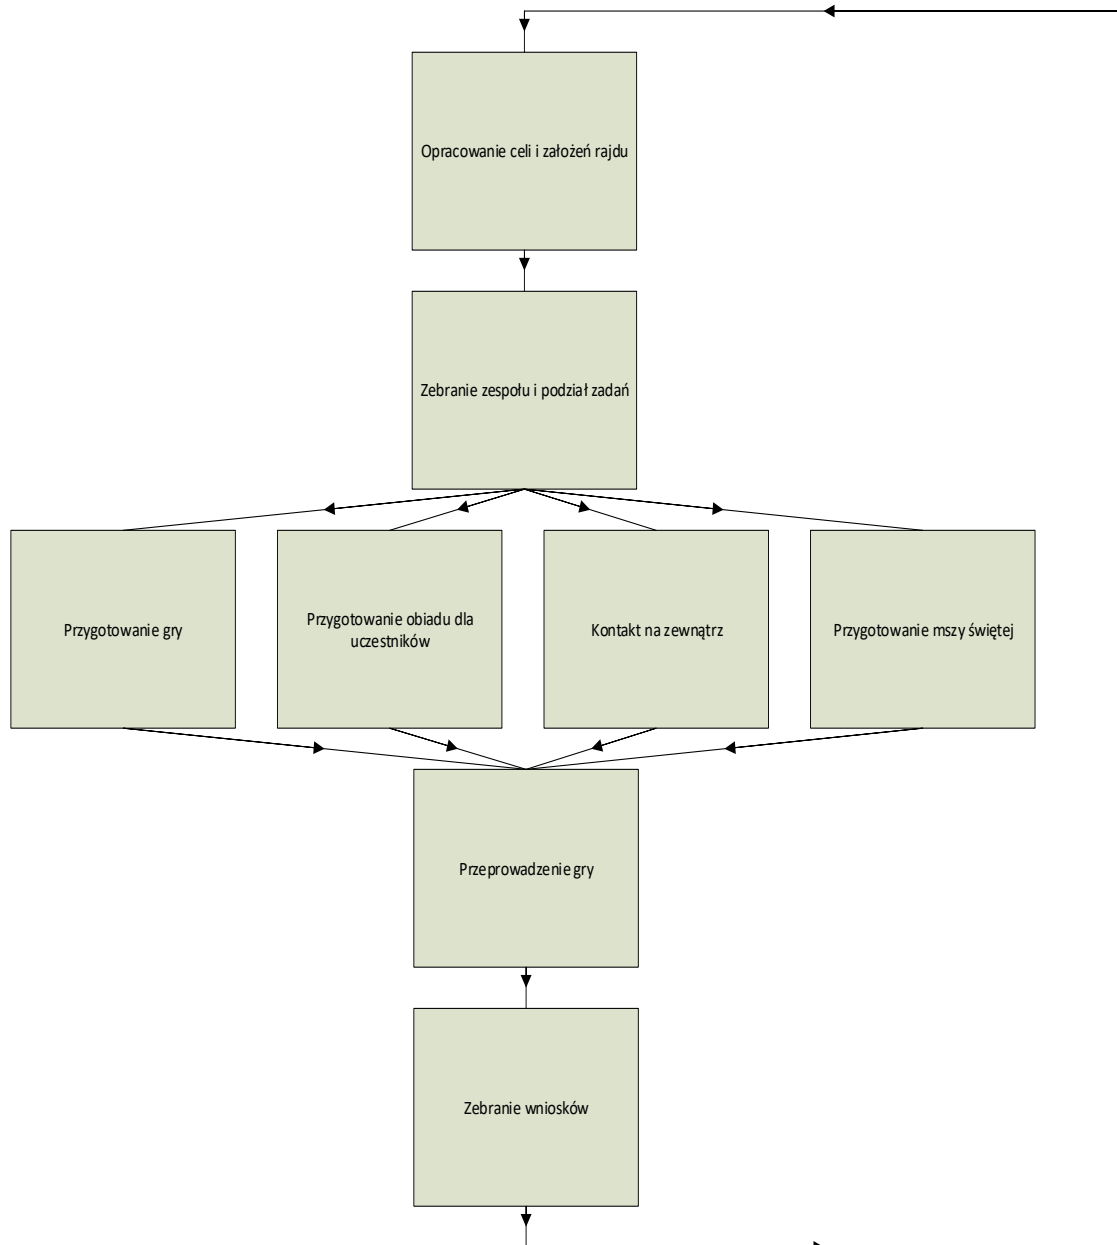 Opracowanie celi i założeń rajdu
Zebranie zespołu i podział zadań
Przygotowanie gry
Przygotowanie obiadu dla
uczestników
Kontakt na zewnątrz
Przygotowanie mszy świętej
Przeprowadzenie gry
Zebranie wniosków